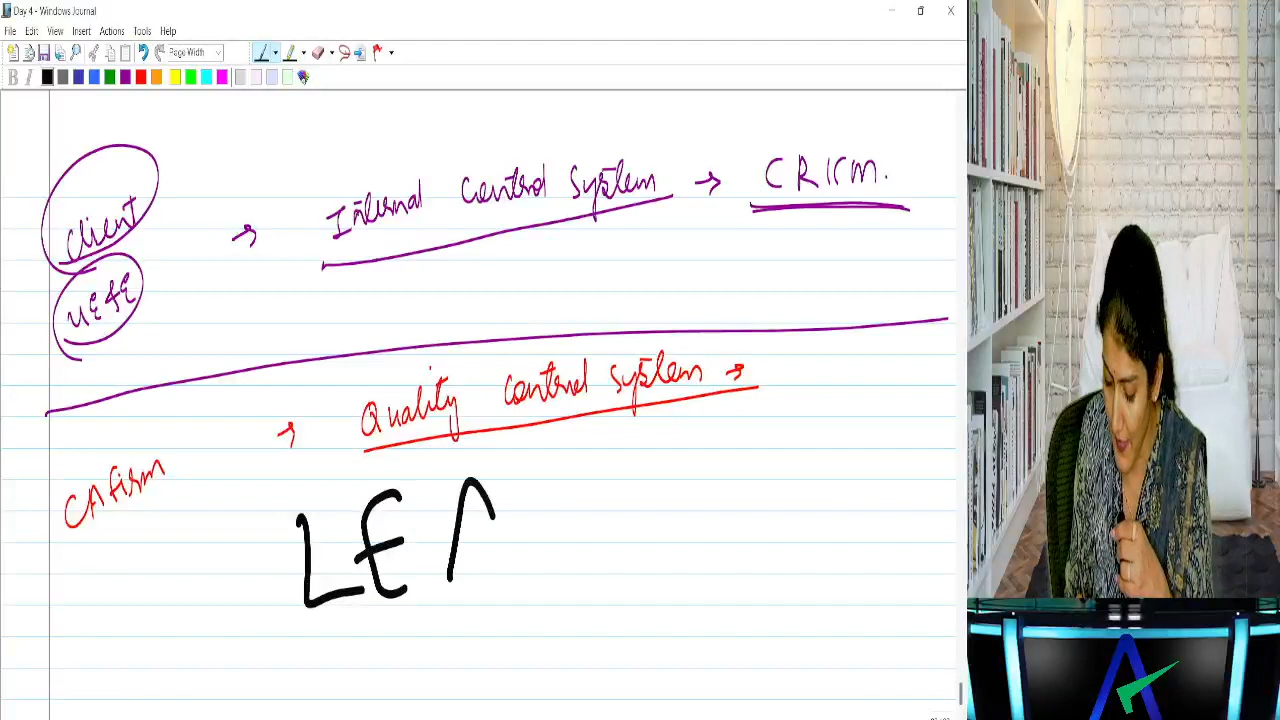 Day 4 - Windows Journal
File Edit View Insert Actions Tools Help
Page Width
B I
Client → Internal Control System → CRICM.
Quality Control System →
CA firm →
LE